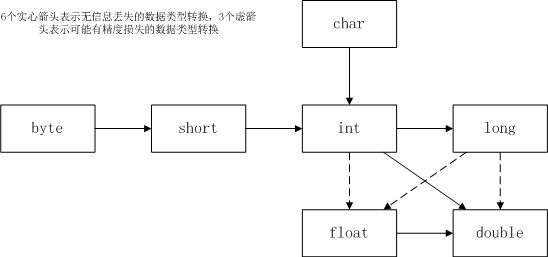 6个实心箭头表示无信息丢失的数据类型转换，3个虚箭
头表示可能有精度损失的数据类型转换
char
byte
short
int
long
float
double